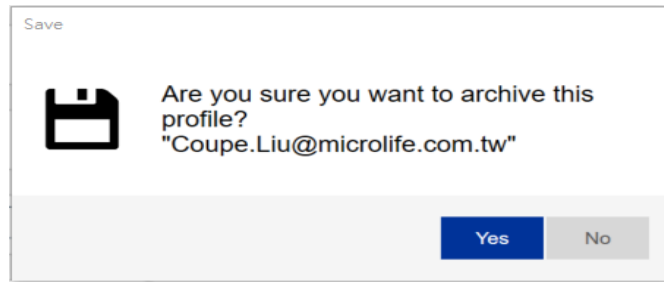 Save
Are you sure you want to archive this
profile?
"Coupe.Liu@microlife.com.tw"
Yes
No